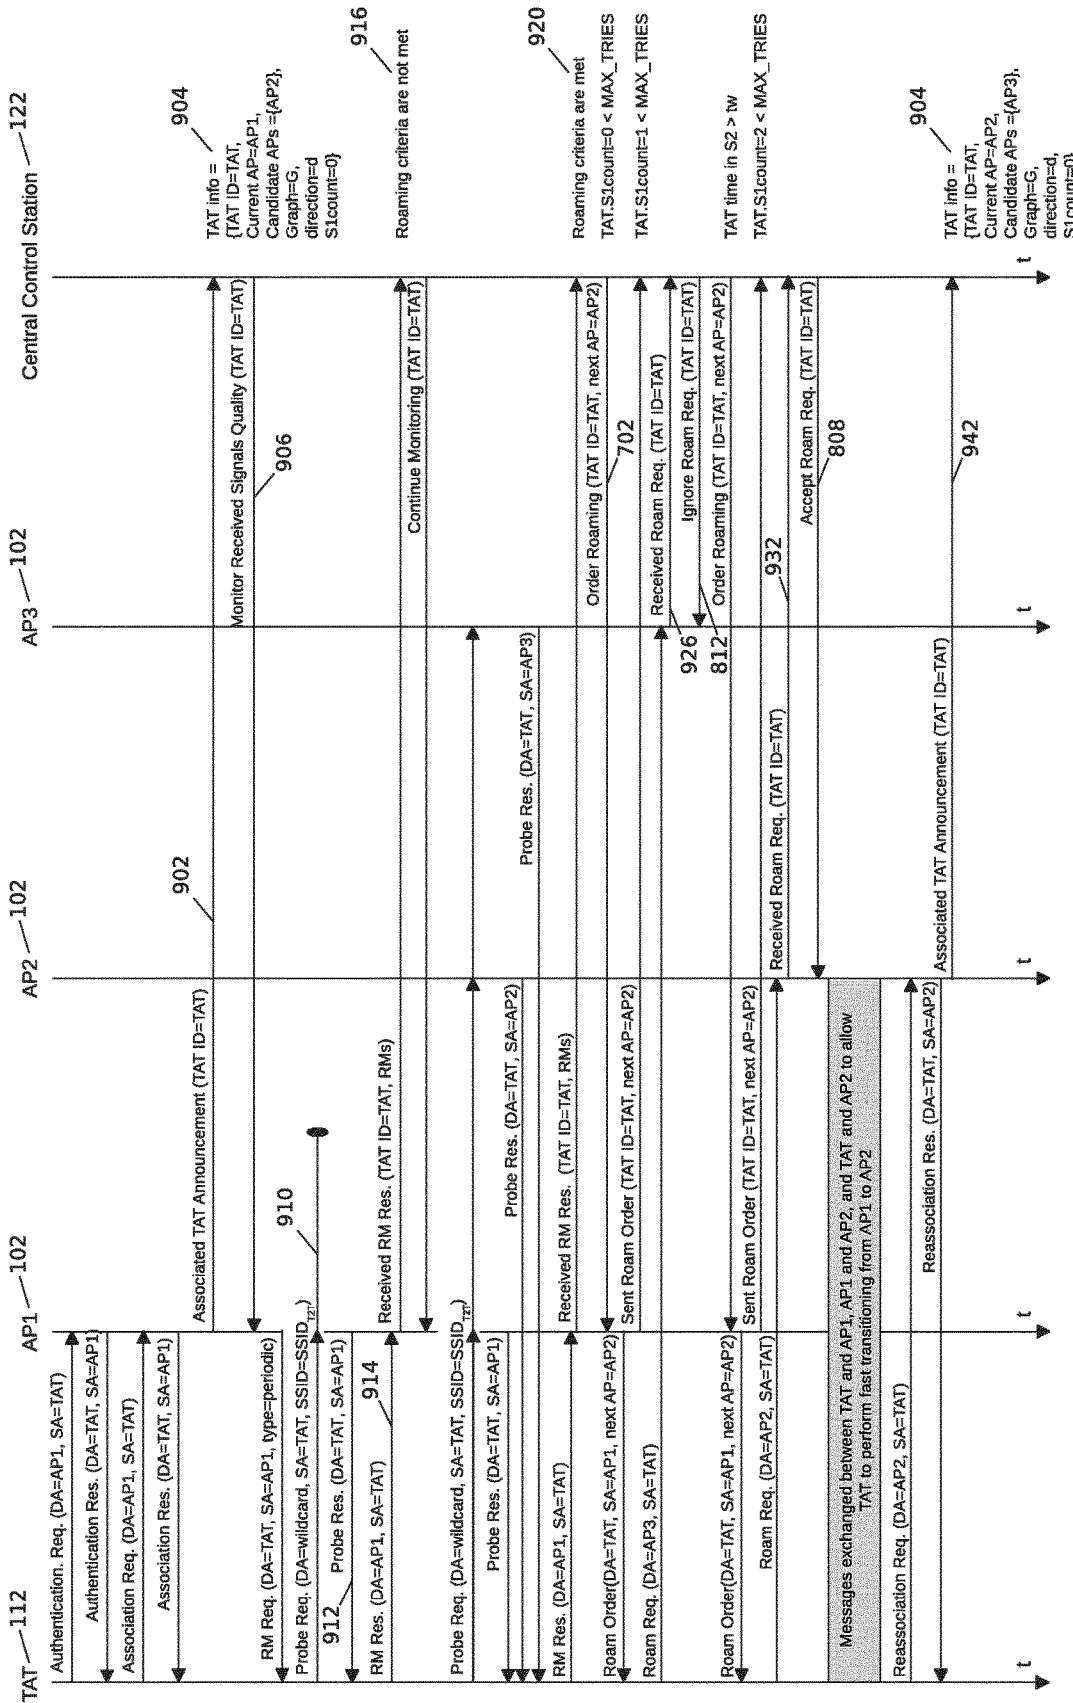 TAT 112
AP1 102
AP2 102
AP3 102
Central Control Station 122
Authentication. Req. (DA=AP1, SA=TAT)
Authentication Res. (DA=TAT, SA=AP1)
Association Req. (DA=AP1, SA=TAT)
Association Res. (DA=TAT, SA=AP1)
Associated TAT Announcement (TAT ID=TAT)
902
TAT info =
{TAT ID=TAT,
Current AP=AP1,
Candidate APs ={AP2},
Graph=G,
direction=d
S1count=0}
904
Monitor Received Signals Quality (TAT ID=TAT)
906
RM Req. (DA=TAT, SA=AP1, type=periodic)
Probe Req. (DA=wildcard, SA=TAT, SSID=SSID_T2T)
910
Probe Res. (DA=TAT, SA=AP1)
912
RM Res. (DA=AP1, SA=TAT)
914
Received RM Res. (TAT ID=TAT, RMs)
Roaming criteria are not met
916
Continue Monitoring (TAT ID=TAT)
Probe Req. (DA=wildcard, SA=TAT, SSID=SSID_T2T)
Probe Res. (DA=TAT, SA=AP1)
Probe Res. (DA=TAT, SA=AP2)
Probe Res. (DA=TAT, SA=AP3)
RM Res. (DA=AP1, SA=TAT)
Received RM Res. (TAT ID=TAT, RMs)
Roaming criteria are met
920
Order Roaming (TAT ID=TAT, next AP=AP2)
702
TAT.S1count=0 < MAX_TRIES
Roam Order(DA=TAT, SA=AP1, next AP=AP2)
Sent Roam Order (TAT ID=TAT, next AP=AP2)
TAT.S1count=1 < MAX_TRIES
Roam Req. (DA=AP3, SA=TAT)
Received Roam Req. (TAT ID=TAT)
926
Ignore Roam Req. (TAT ID=TAT)
812
Order Roaming (TAT ID=TAT, next AP=AP2)
TAT time in S2 > tw
Roam Order(DA=TAT, SA=AP1, next AP=AP2)
Sent Roam Order (TAT ID=TAT, next AP=AP2)
TAT.S1count=2 < MAX_TRIES
Roam Req. (DA=AP2, SA=TAT)
Received Roam Req. (TAT ID=TAT)
932
Accept Roam Req. (TAT ID=TAT)
808
Messages exchanged between TAT and AP1, AP1 and AP2, and TAT and AP2 to allow
TAT to perform fast transitioning from AP1 to AP2
Reassociation Req. (DA=AP2, SA=TAT)
Reassociation Res. (DA=TAT, SA=AP2)
Associated TAT Announcement (TAT ID=TAT)
942
TAT info =
{TAT ID=TAT,
Current AP=AP2,
Candidate APs ={AP3},
Graph=G,
direction=d,
S1count=0}
904
t
t
t
t
t